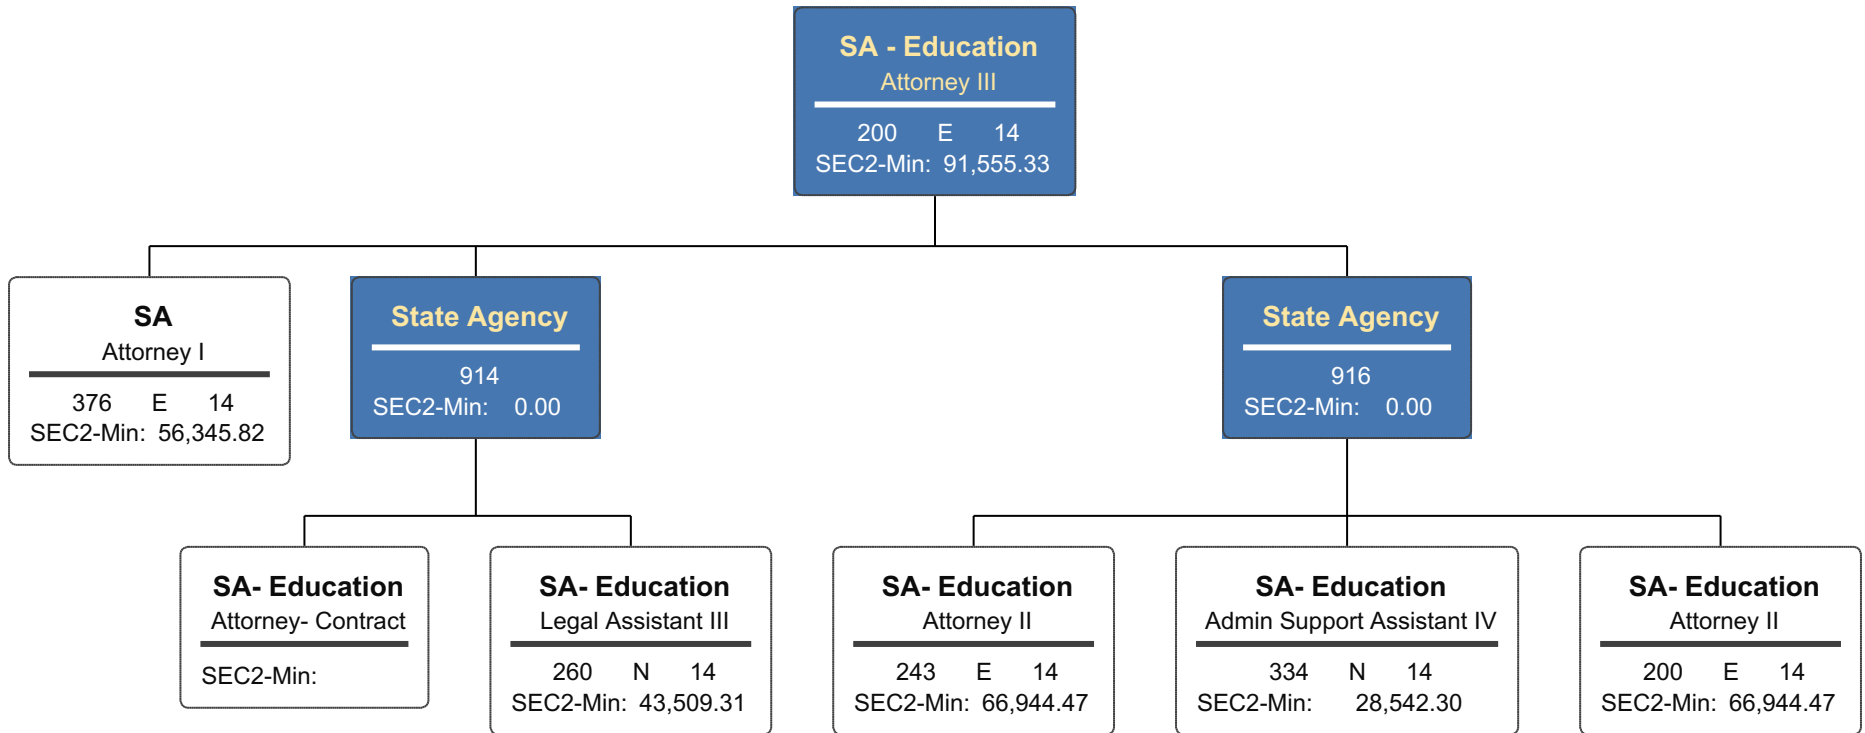 SA - Education
Attorney III
200 E 14
SEC2-Min: 91,555.33
SA
Attorney I
376 E 14
SEC2-Min: 56,345.82
State Agency
914
SEC2-Min: 0.00
State Agency
916
SEC2-Min: 0.00
SA- Education
Attorney- Contract
SEC2-Min:
SA- Education
Legal Assistant III
260 N 14
SEC2-Min: 43,509.31
SA- Education
Attorney II
243 E 14
SEC2-Min: 66,944.47
SA- Education
Admin Support Assistant IV
334 N 14
SEC2-Min: 28,542.30
SA- Education
Attorney II
200 E 14
SEC2-Min: 66,944.47